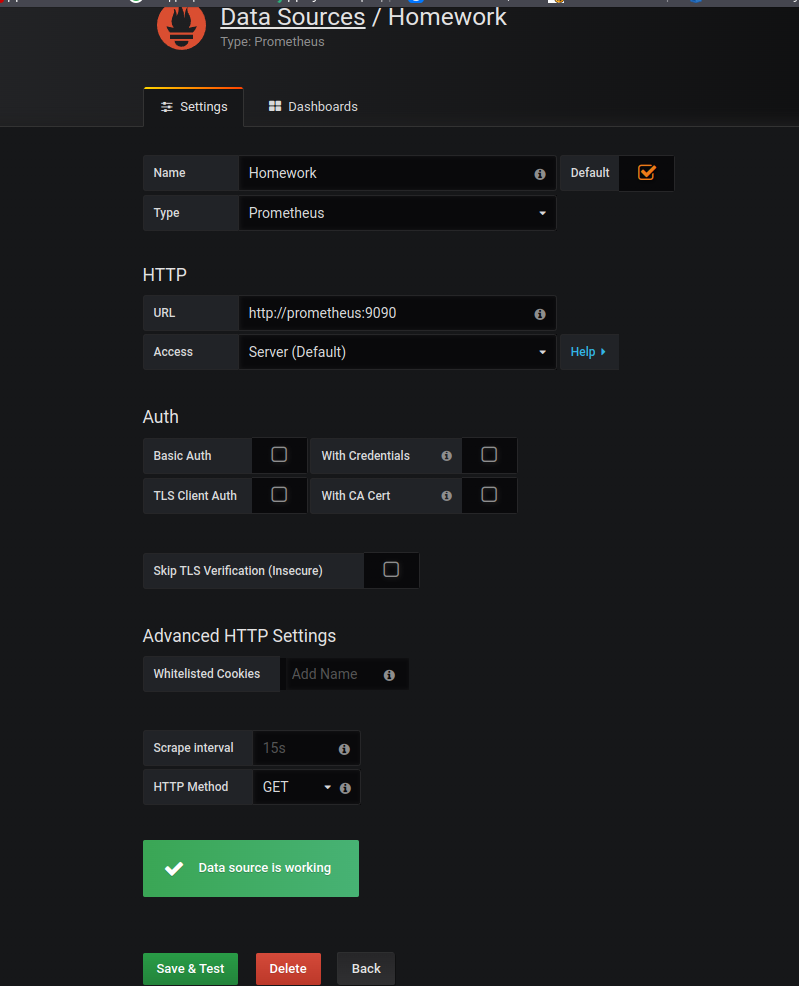 Data Sources / Homework
Type: Prometheus
Settings Dashboards
Name Homework Default
Type Prometheus
HTTP
URL http://prometheus:9090
Access Server (Default) Help
Auth
Basic Auth With Credentials
TLS Client Auth With CA Cert
Skip TLS Verification (Insecure)
Advanced HTTP Settings
Whitelisted Cookies Add Name
Scrape interval 15s
HTTP Method GET
Data source is working
Save & Test Delete Back